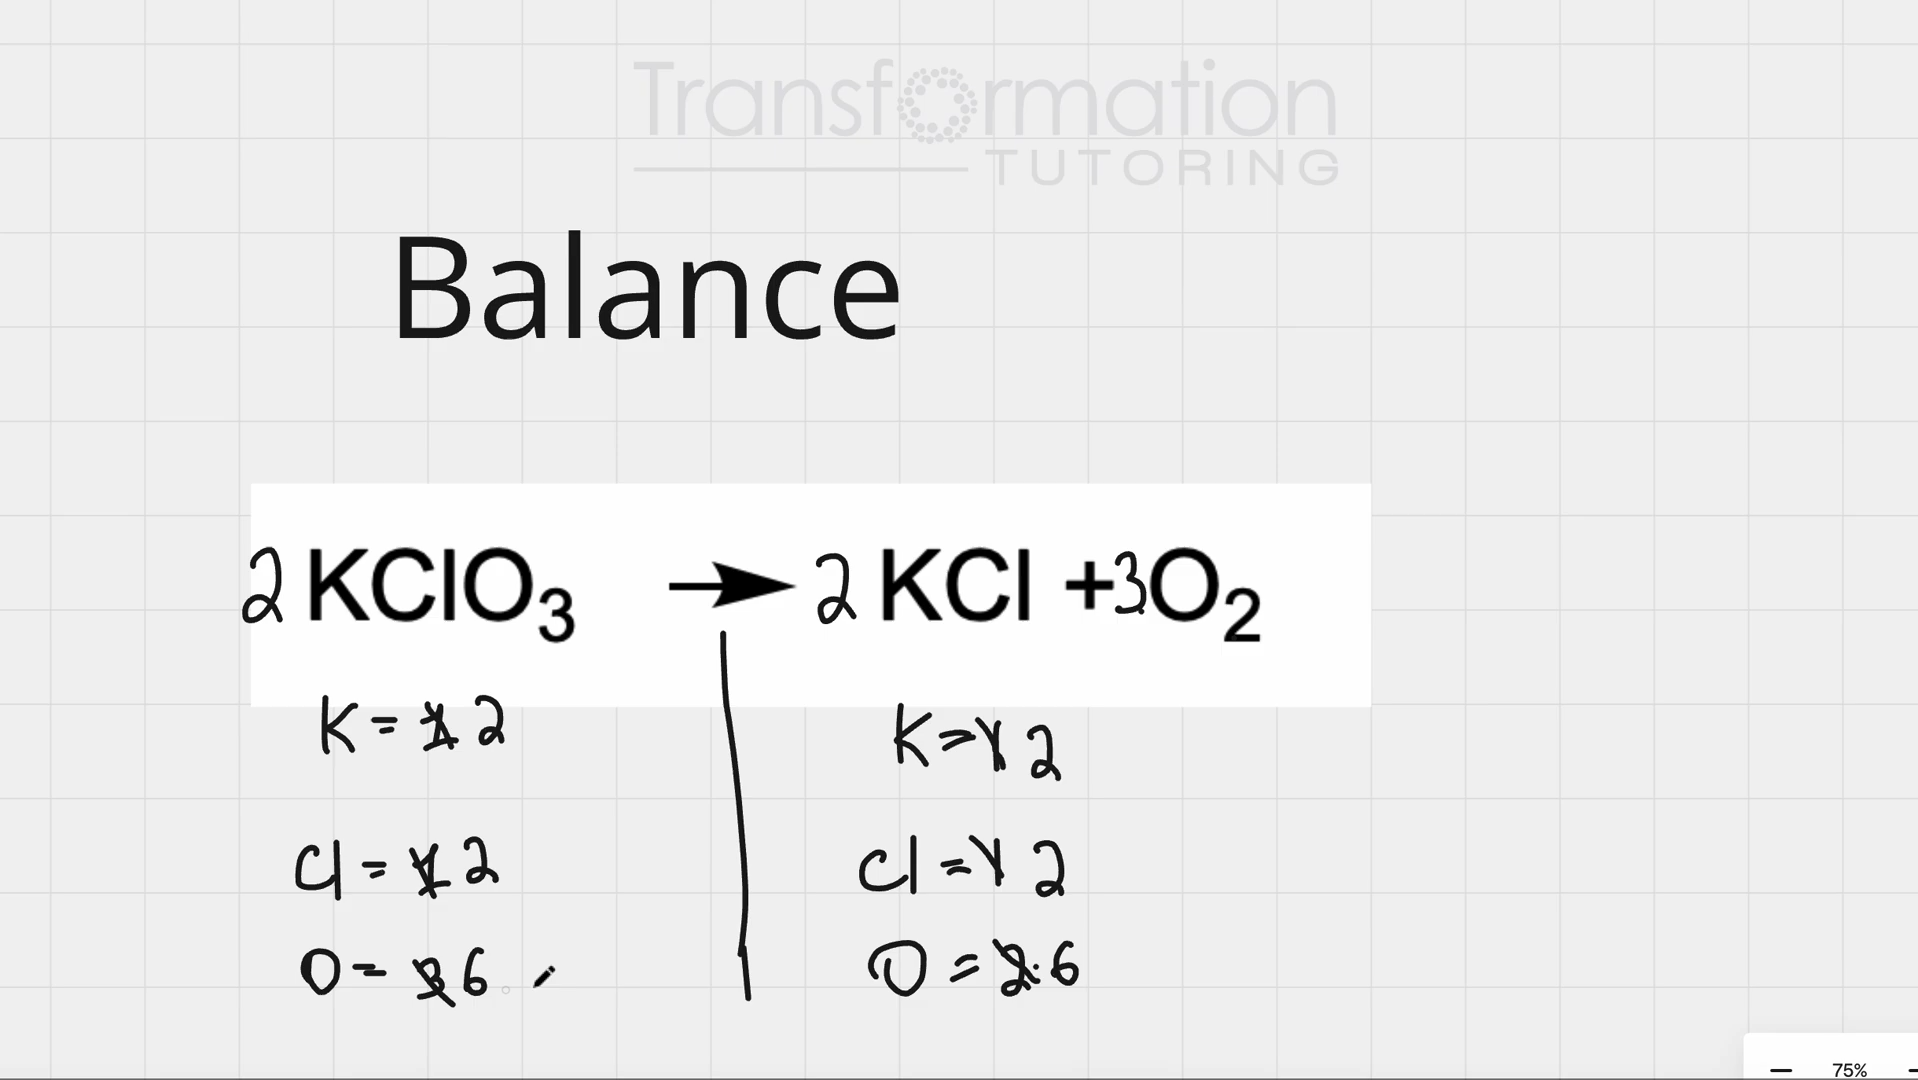 Transformation
TUTORING
Balance
2 KClO₃ → 2 KCl + 3O₂
K = 1 2
K = 1 2
Cl = 1 2
Cl = 1 2
O = 3 6
O = 2 6
75%